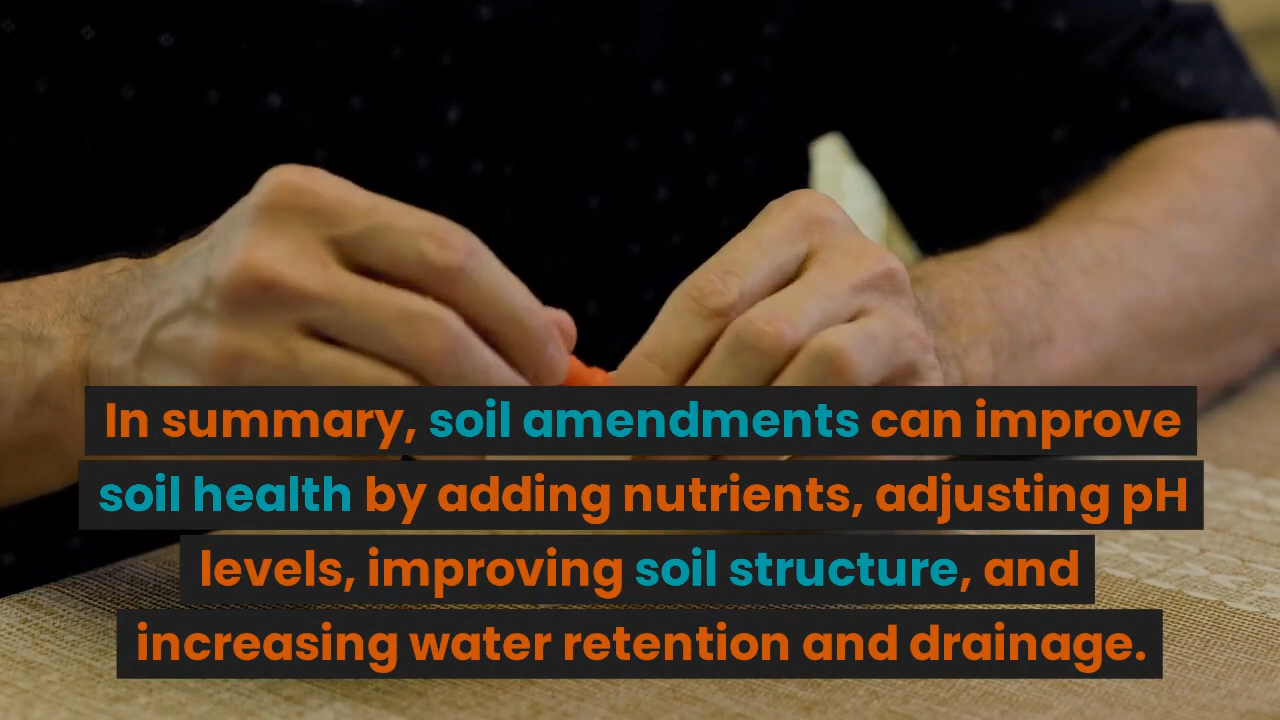 In summary, soil amendments can improve
soil health by adding nutrients, adjusting pH
levels, improving soil structure, and
increasing water retention and drainage.